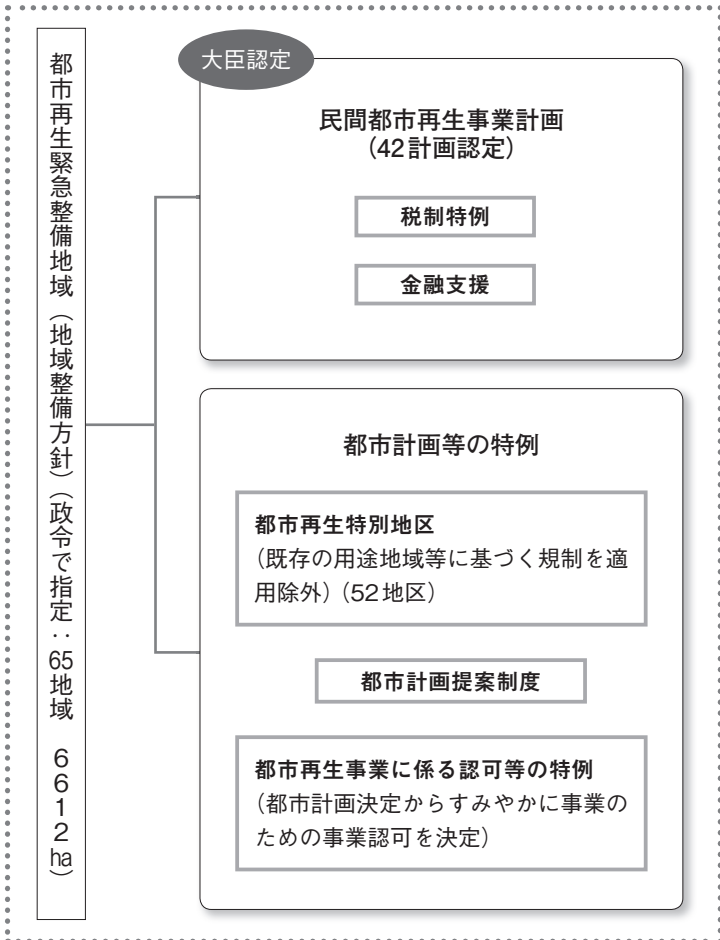 都市再生緊急整備地域（地域整備方針）（政令で指定：65地域　6612ha）
大臣認定
民間都市再生事業計画
（42計画認定）
税制特例
金融支援
都市計画等の特例
都市再生特別地区
（既存の用途地域等に基づく規制を適
用除外）（52地区）
都市計画提案制度
都市再生事業に係る認可等の特例
（都市計画決定からすみやかに事業の
ための事業認可を決定）